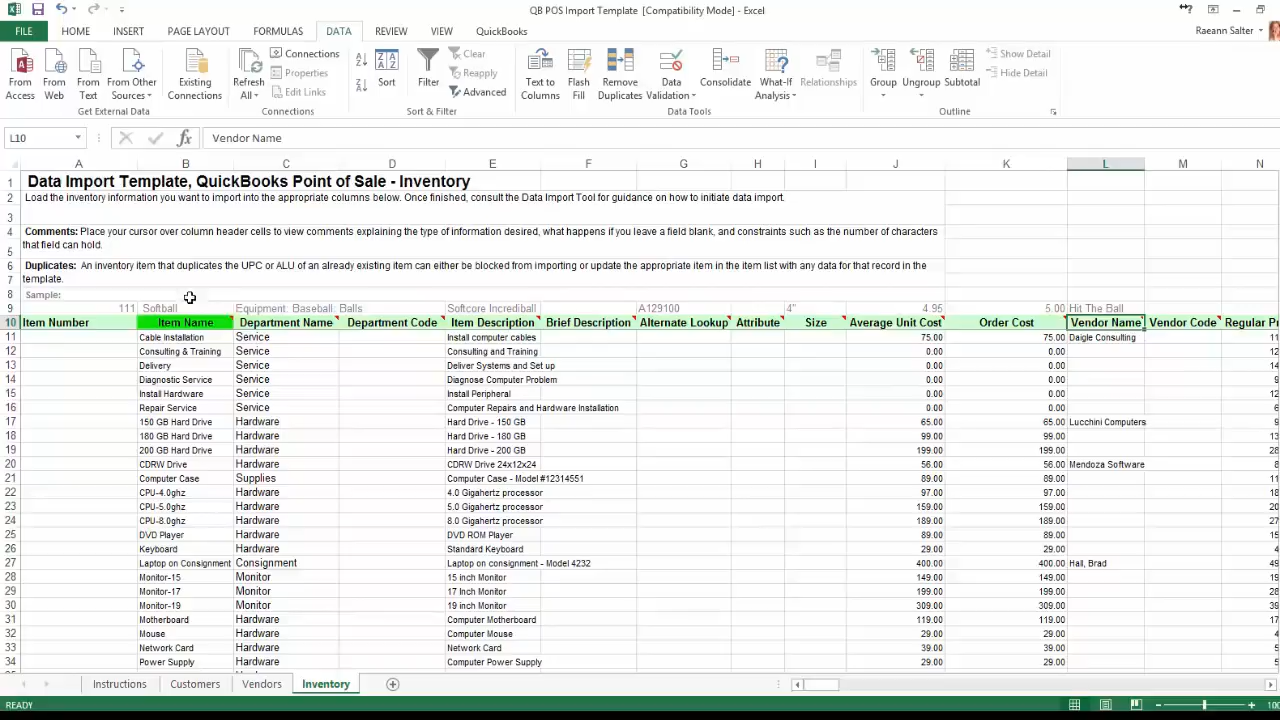 QB POS Import Template [Compatibility Mode] - Excel
FILE HOME INSERT PAGE LAYOUT FORMULAS DATA REVIEW VIEW QuickBooks Raeann Salter
From Access From Web From Text From Other Sources Existing Connections Refresh All Connections Properties Edit Links Sort Filter Clear Reapply Advanced Text to Columns Flash Fill Remove Duplicates Data Validation Consolidate What-If Analysis Relationships Group Ungroup Subtotal Show Detail Hide Detail
Get External Data Connections Sort & Filter Data Tools Outline
L10 fx Vendor Name
A B C D E F G H I J K L M N
1 Data Import Template, QuickBooks Point of Sale - Inventory
2 Load the inventory information you want to import into the appropriate columns below. Once finished, consult the Data Import Tool for guidance on how to initiate data import.
3
4 Comments: Place your cursor over column header cells to view comments explaining the type of information desired, what happens if you leave a field blank, and constraints such as the number of characters
5 that field can hold.
6 Duplicates: An inventory item that duplicates the UPC or ALU of an already existing item can either be blocked from importing or update the appropriate item in the item list with any data for that record in the
7 template.
8 Sample:
9 111 Softball Equipment: Baseball: Balls Softcore Incrediball A129100 4" 4.95 5.00 Hit The Ball
10 Item Number Item Name Department Name Department Code Item Description Brief Description Alternate Lookup Attribute Size Average Unit Cost Order Cost Vendor Name Vendor Code Regular Pr
11 Cable Installation Service Install computer cables 75.00 75.00 Daigle Consulting 11
12 Consulting & Training Service Consulting and Training 0.00 0.00 12
13 Delivery Service Deliver Systems and Set up 0.00 0.00 14
14 Diagnostic Service Service Diagnose Computer Problem 0.00 0.00 12
15 Install Hardware Service Install Peripheral 0.00 0.00 12
16 Repair Service Service Computer Repairs and Hardware Installation 0.00 0.00 6
17 150 GB Hard Drive Hardware Hard Drive - 150 GB 65.00 65.00 Lucchini Computers 9
18 180 GB Hard Drive Hardware Hard Drive - 180 GB 99.00 99.00 13
19 200 GB Hard Drive Hardware Hard Drive - 200 GB 199.00 199.00 28
20 CDRW Drive Hardware CDRW Drive 24x12x24 56.00 56.00 Mendoza Software 8
21 Computer Case Supplies Computer Case - Model #12314551 89.00 89.00 11
22 CPU-4.0ghz Hardware 4.0 Gigahertz processor 97.00 97.00 18
23 CPU-5.0ghz Hardware 5.0 Gigahertz processor 159.00 159.00 21
24 CPU-8.0ghz Hardware 8.0 Gigahertz processor 189.00 189.00 27
25 DVD Player Hardware DVD ROM Player 89.00 89.00 15
26 Keyboard Hardware Standard Keyboard 29.00 29.00 4
27 Laptop on Consignment Consignment Laptop on consignment - Model 4232 400.00 400.00 Hall, Brad 49
28 Monitor-15 Monitor 15 inch Monitor 149.00 149.00 24
29 Monitor-17 Monitor 17 Inch Monitor 199.00 199.00 28
30 Monitor-19 Monitor 19 inch Monitor 309.00 309.00 39
31 Motherboard Hardware Computer Motherboard 119.00 119.00 17
32 Mouse Hardware Computer Mouse 29.00 29.00 4
33 Network Card Hardware Network Card 39.00 39.00 5
34 Power Supply Hardware Computer Power Supply 29.00 29.00 4
Instructions Customers Vendors Inventory
READY 100